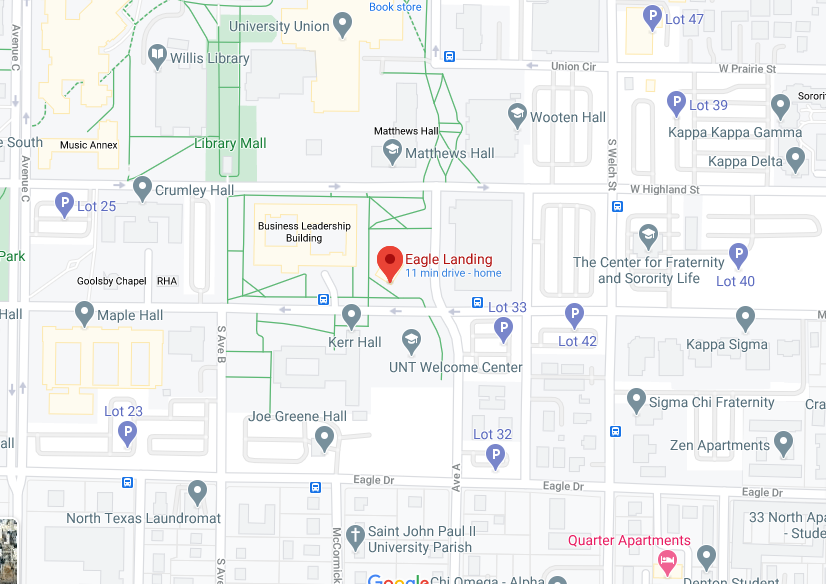 Book store
Lot 47
University Union
Avenue C
Willis Library
Union Cir
W Prairie St
Lot 39
Sorori
Wooten Hall
Kappa Kappa Gamma
Matthews Hall
e South
Music Annex
Library Mall
Matthews Hall
S Welch St
Kappa Delta
Avenue C
Crumley Hall
W Highland St
Lot 25
Business Leadership
Building
Park
Eagle Landing
11 min drive - home
The Center for Fraternity
and Sorority Life
Lot 40
Goolsby Chapel
RHA
Lot 33
Hall
Maple Hall
Kerr Hall
Lot 42
Kappa Sigma
M
S Ave B
UNT Welcome Center
Lot 23
Joe Greene Hall
Sigma Chi Fraternity
Cra
Lot 32
all
Zen Apartments
Ave A
Eagle Dr
Eagle Dr
Eagle Dr
North Texas Laundromat
33 North Apa
- Stude
McCormick
Saint John Paul II
University Parish
Quarter Apartments
S Ave
Google
Chi Omega - Alpha
Denton Student
P
P
P
P
P
P
P
P